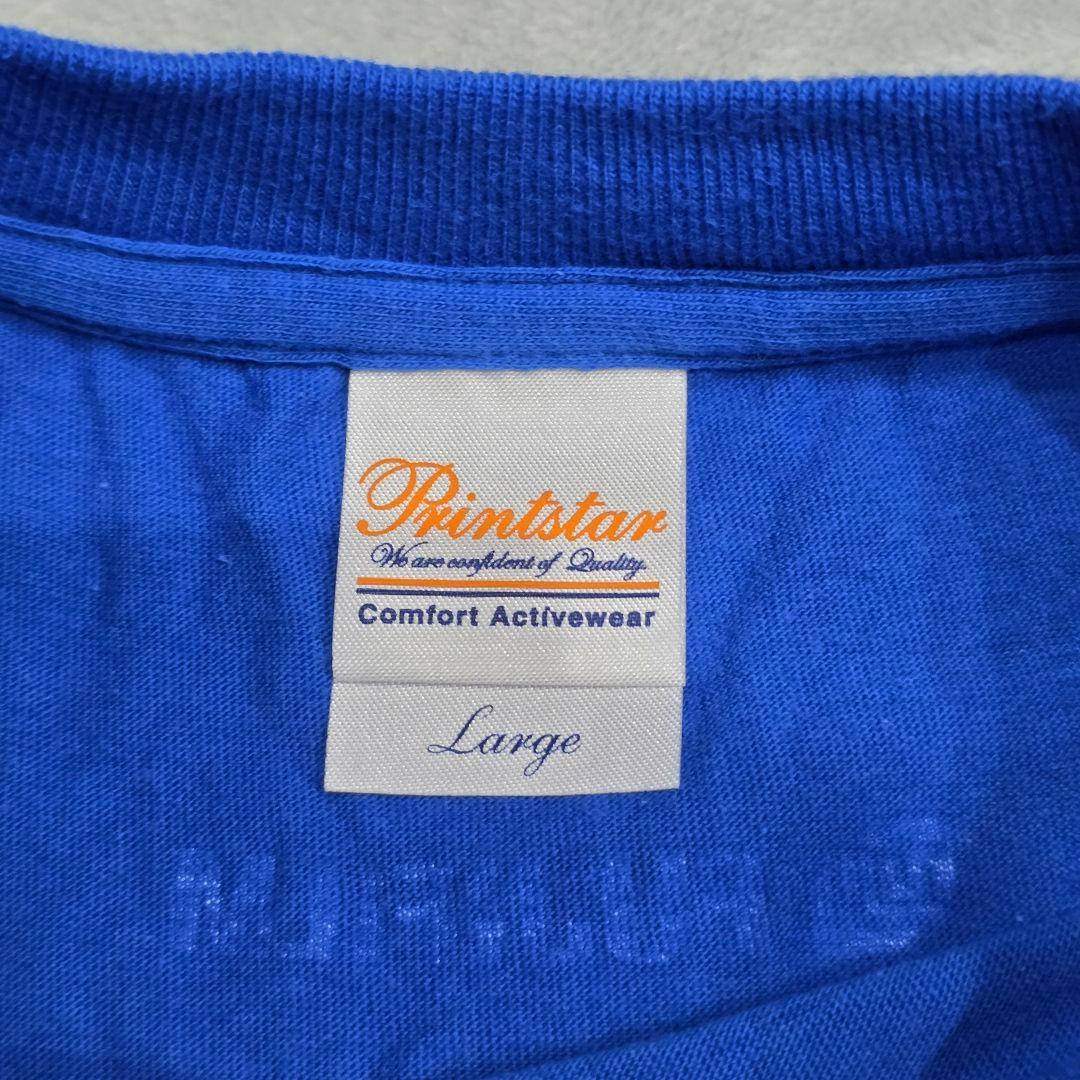 Printstar
We are confident of Quality.
Comfort Activewear
Large